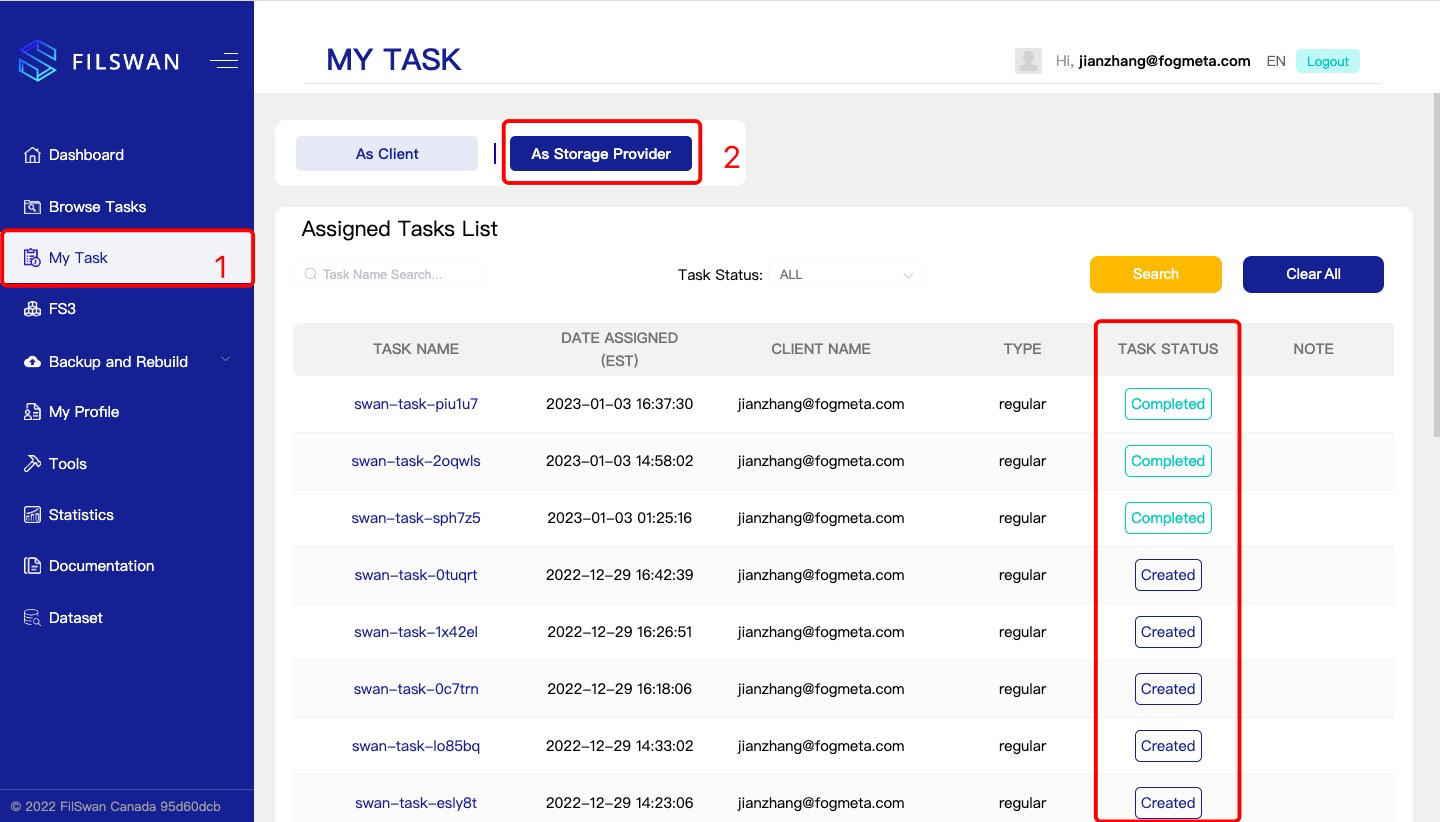 FILSWAN
MY TASK
Hi, jianzhang@fogmeta.com EN Logout
Dashboard
Browse Tasks
My Task 1
FS3
Backup and Rebuild
My Profile
Tools
Statistics
Documentation
Dataset
© 2022 FilSwan Canada 95d60dcb
As Client As Storage Provider 2
Assigned Tasks List
Task Name Search... Task Status: ALL Search Clear All
TASK NAME DATE ASSIGNED (EST) CLIENT NAME TYPE TASK STATUS NOTE
swan-task-piu1u7 2023-01-03 16:37:30 jianzhang@fogmeta.com regular Completed
swan-task-2oqwls 2023-01-03 14:58:02 jianzhang@fogmeta.com regular Completed
swan-task-sph7z5 2023-01-03 01:25:16 jianzhang@fogmeta.com regular Completed
swan-task-0tuqrt 2022-12-29 16:42:39 jianzhang@fogmeta.com regular Created
swan-task-1x42el 2022-12-29 16:26:51 jianzhang@fogmeta.com regular Created
swan-task-0c7trn 2022-12-29 16:18:06 jianzhang@fogmeta.com regular Created
swan-task-lo85bq 2022-12-29 14:33:02 jianzhang@fogmeta.com regular Created
swan-task-esly8t 2022-12-29 14:23:06 jianzhang@fogmeta.com regular Created